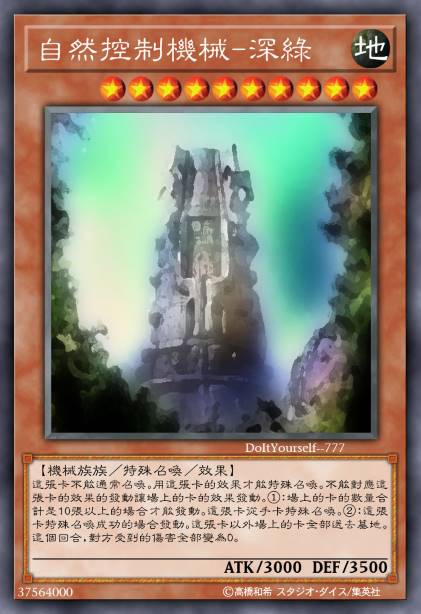 自然控制機械-深綠
地
DoItYourself--777
【機械族族／特殊召喚／效果】
這張卡不能通常召喚。用這張卡的效果才能特殊召喚。不能對應這
張卡的效果的發動讓場上的卡的效果發動。①：場上的卡的數量合
計是10張以上的場合才能發動。這張卡從手卡特殊召喚。②：這張
卡特殊召喚成功的場合發動。這張卡以外場上的卡全部送去墓地。
這個回合，對方受到的傷害全部變為0。
ATK/3000 DEF/3500
37564000
©高橋和希 スタジオ・ダイス/集英社